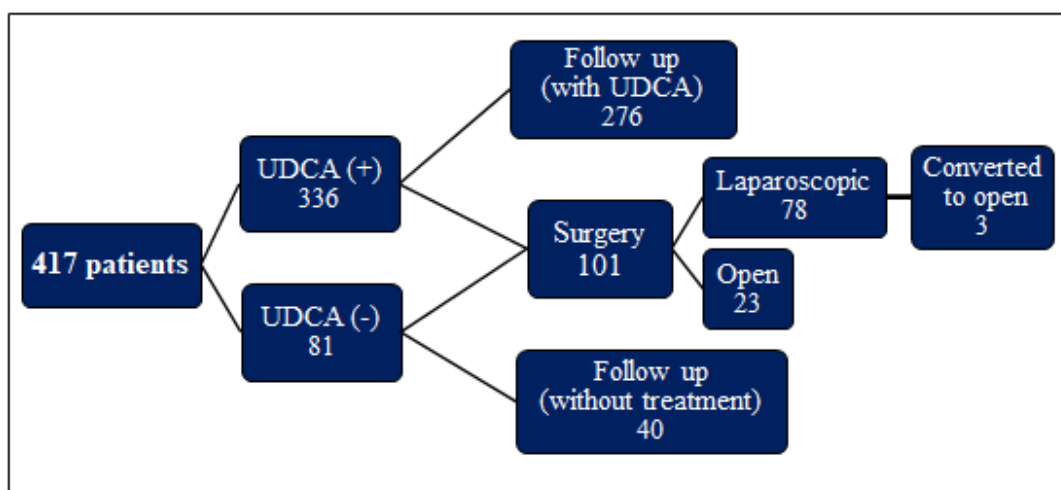 417 patients
UDCA (+)
336
UDCA (-)
81
Follow up
(with UDCA)
276
Surgery
101
Follow up
(without treatment)
40
Laparoscopic
78
Open
23
Converted
to open
3